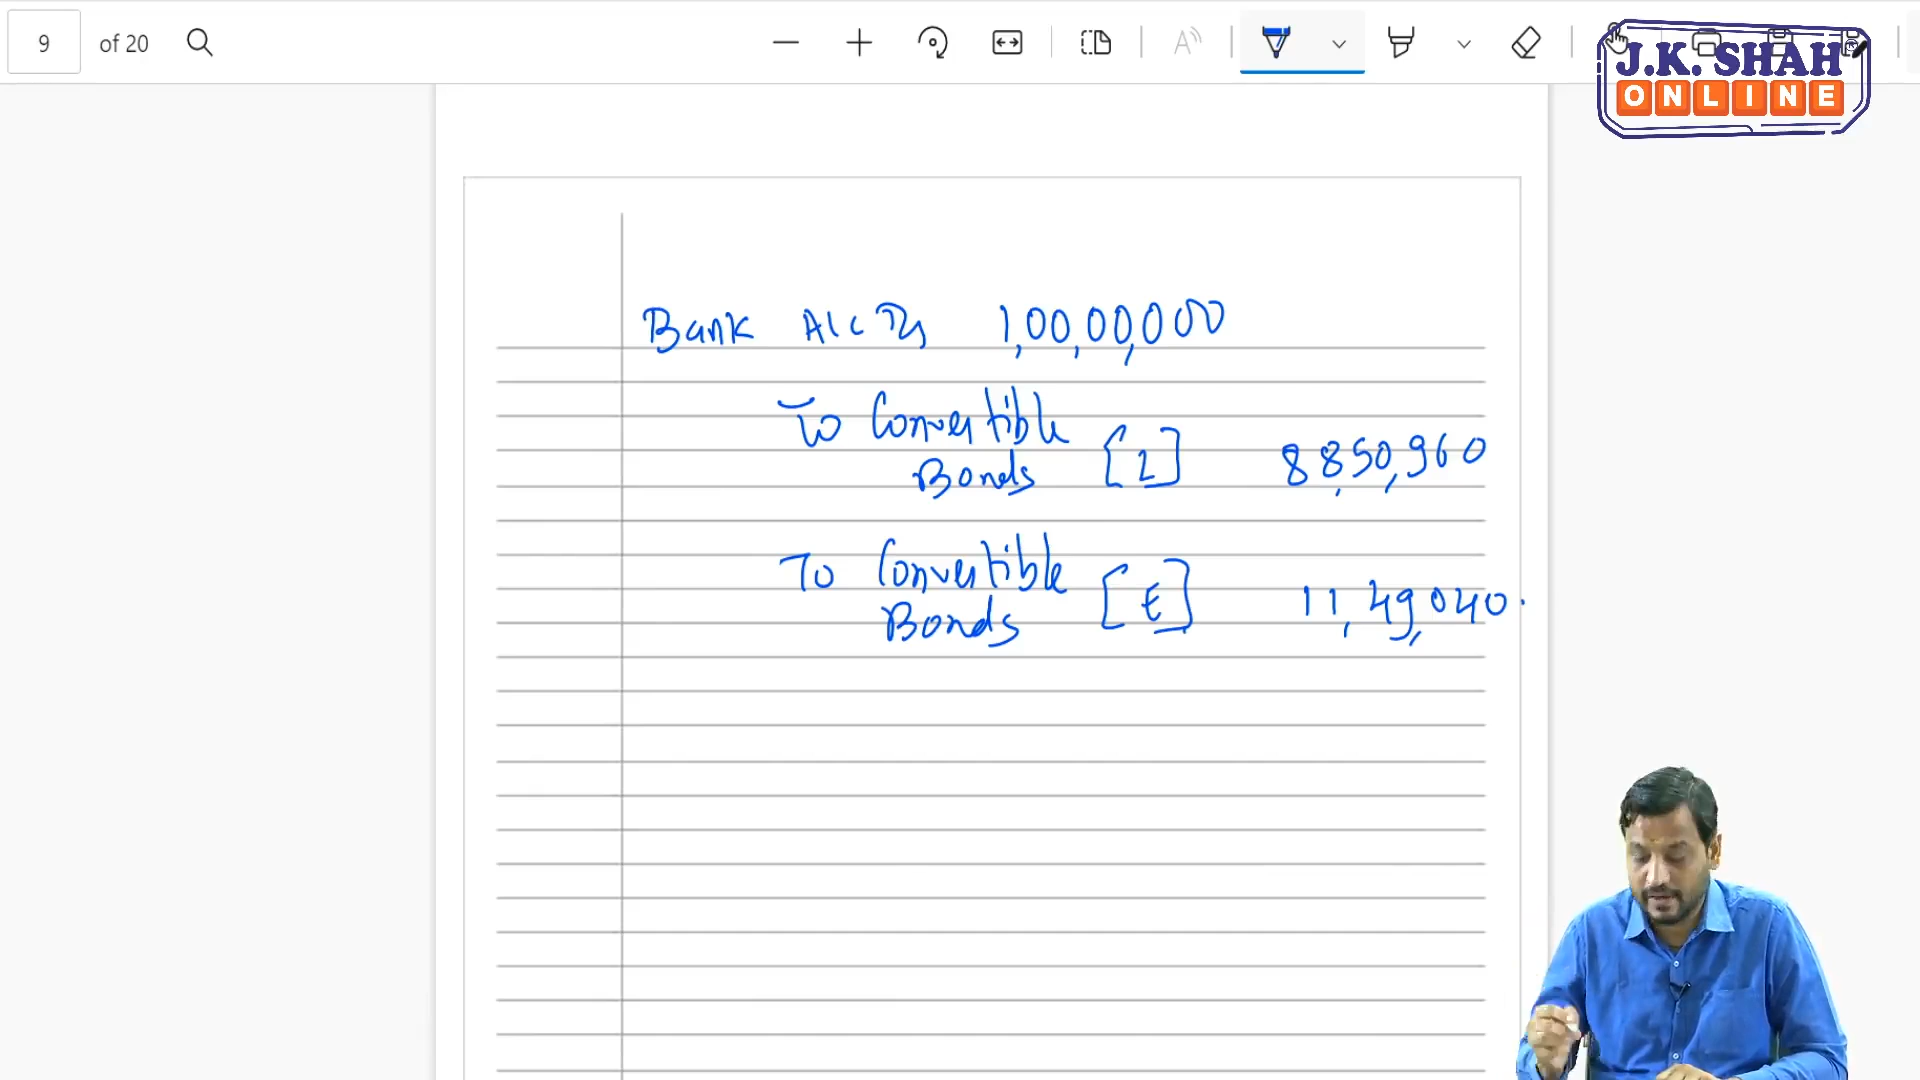 9 of 20
J.K. SHAH
ONLINE
Bank A/c Dr 1,00,00,000
To Convertible
Bonds [L] 88,50,960
To Convertible
Bonds [E] 11,49,040.